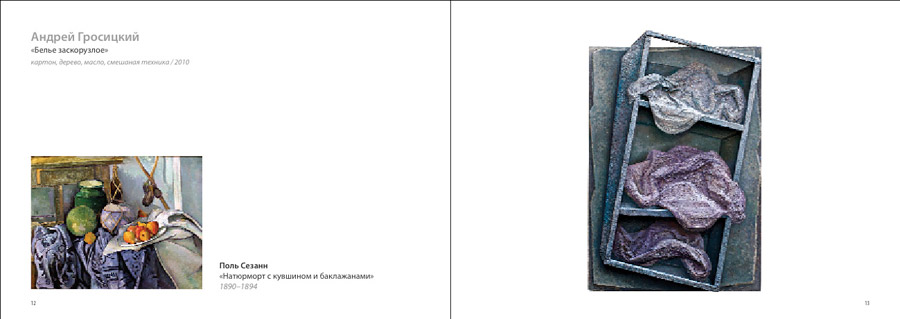 Андрей Гросицкий
«Белье заскорузлое»
картон, дерево, масло, смешаная техника / 2010
Поль Сезанн
«Натюрморт с кувшином и баклажанами»
1890–1894
12
13